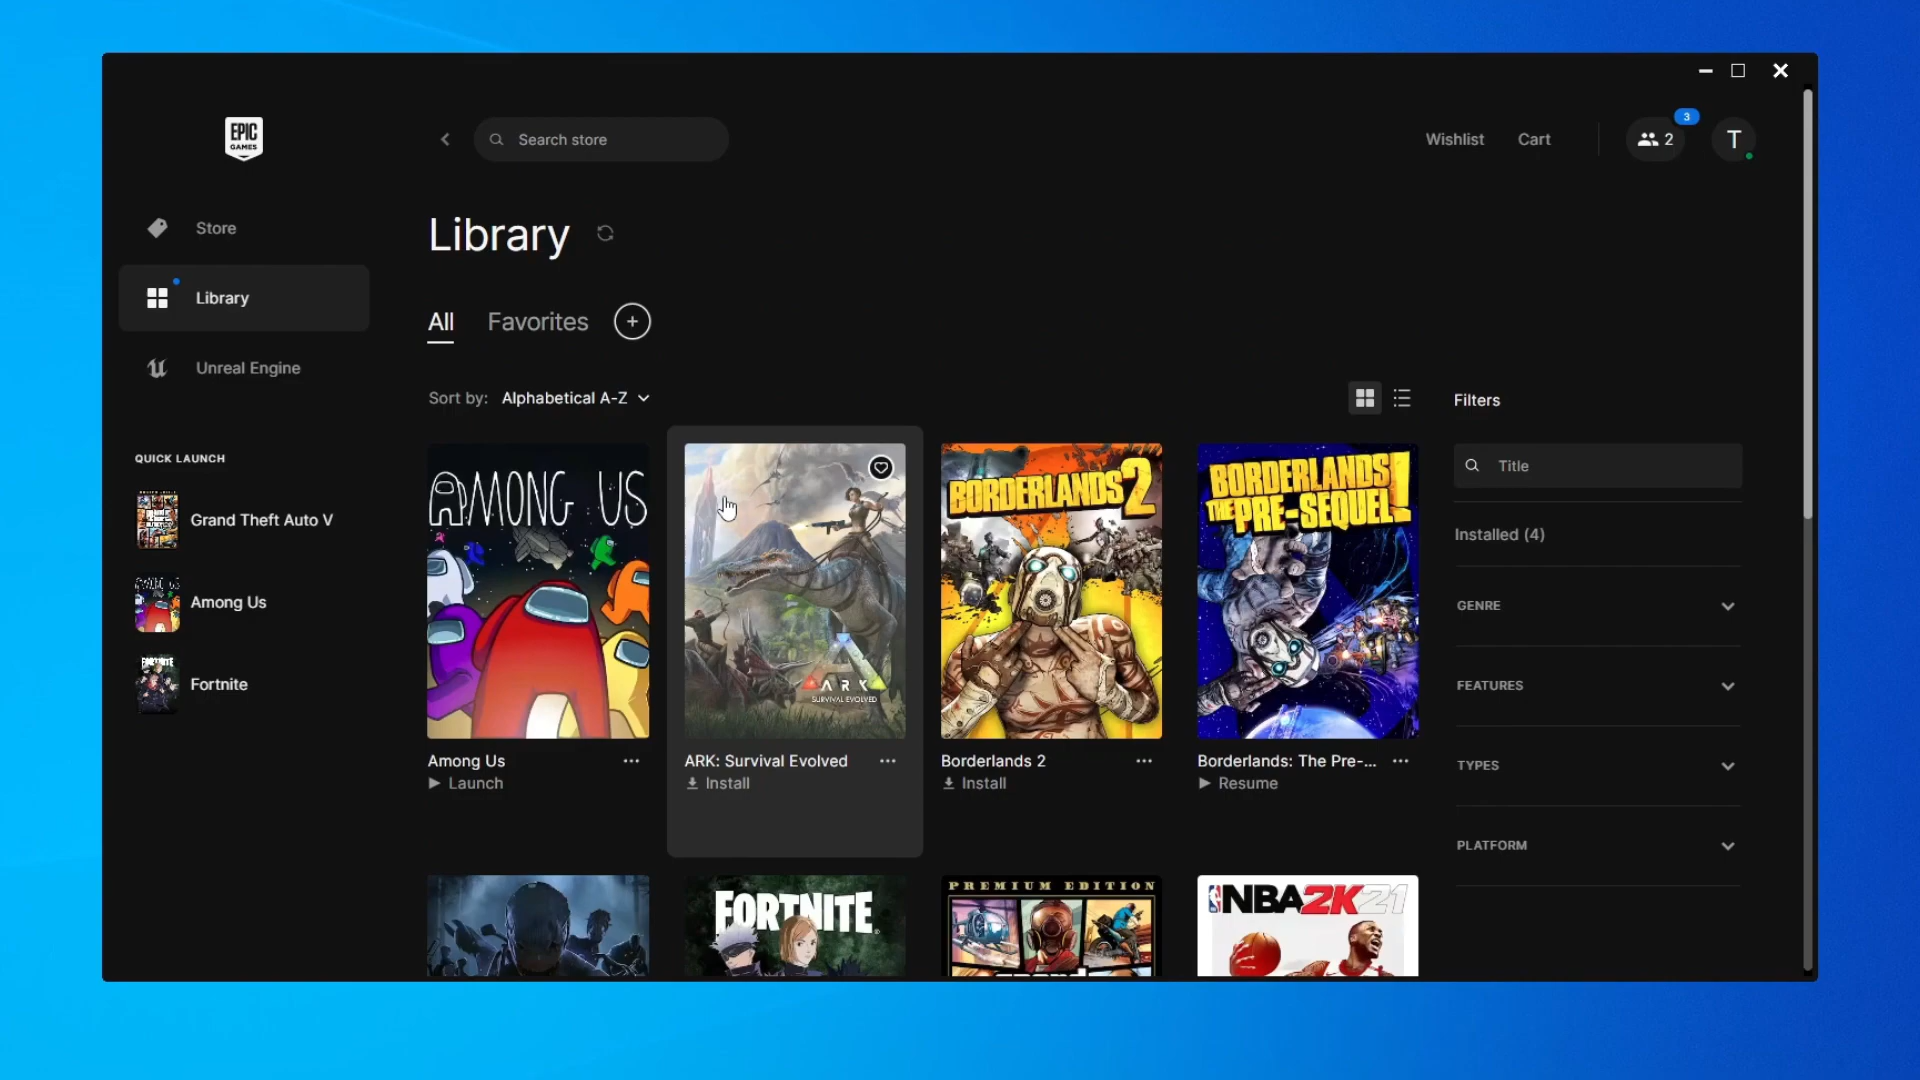 EPIC
GAMES
Search store
Wishlist
Cart
2
3
T
Store
Library
Unreal Engine
QUICK LAUNCH
Grand Theft Auto V
Among Us
Fortnite
Library
All
Favorites
Sort by: Alphabetical A-Z
AMONG US
ARK
SURVIVAL EVOLVED
BORDERLANDS 2
BORDERLANDS!
THE PRE-SEQUEL
Among Us
Launch
ARK: Survival Evolved
Install
Borderlands 2
Install
Borderlands: The Pre-...
Resume
FORTNITE
PREMIUM EDITION
NBA2K21
Filters
Title
Installed (4)
GENRE
FEATURES
TYPES
PLATFORM